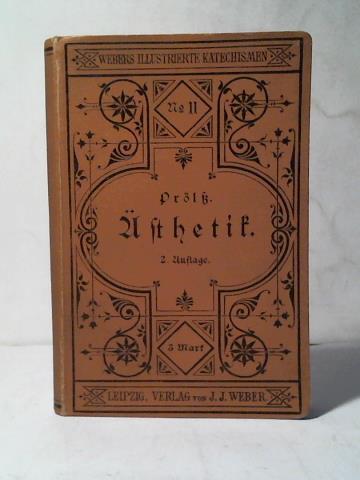 WEBERS ILLUSTRIERTE KATECHISMEN
No 11
Prölß.
Ästhetik.
2. Auflage.
3 Mark
LEIPZIG, VERLAG VON J. J. WEBER.